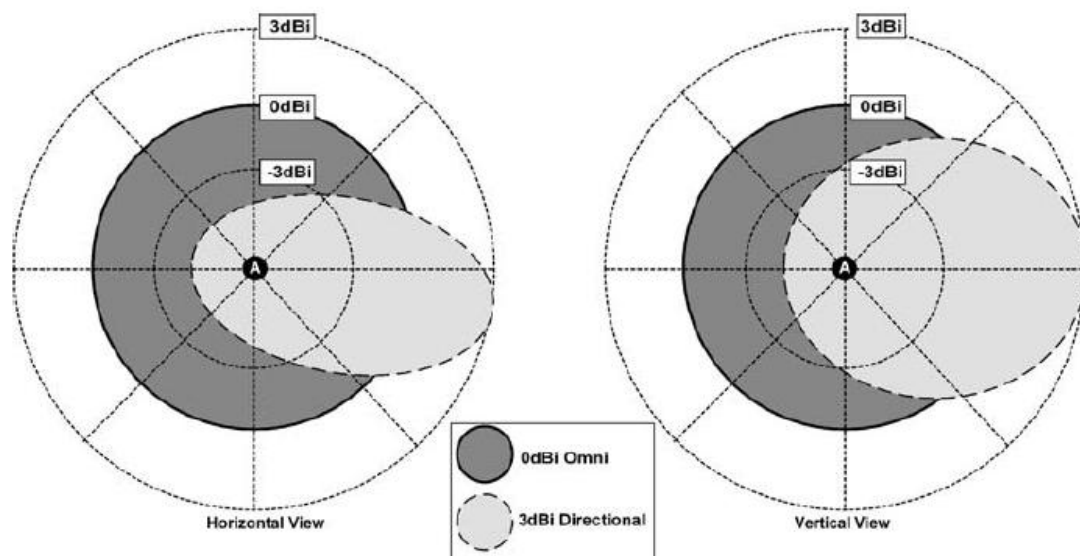 3dBi
0dBi
-3dBi
A
Horizontal View
3dBi
0dBi
-3dBi
A
Vertical View
0dBi Omni
3dBi Directional